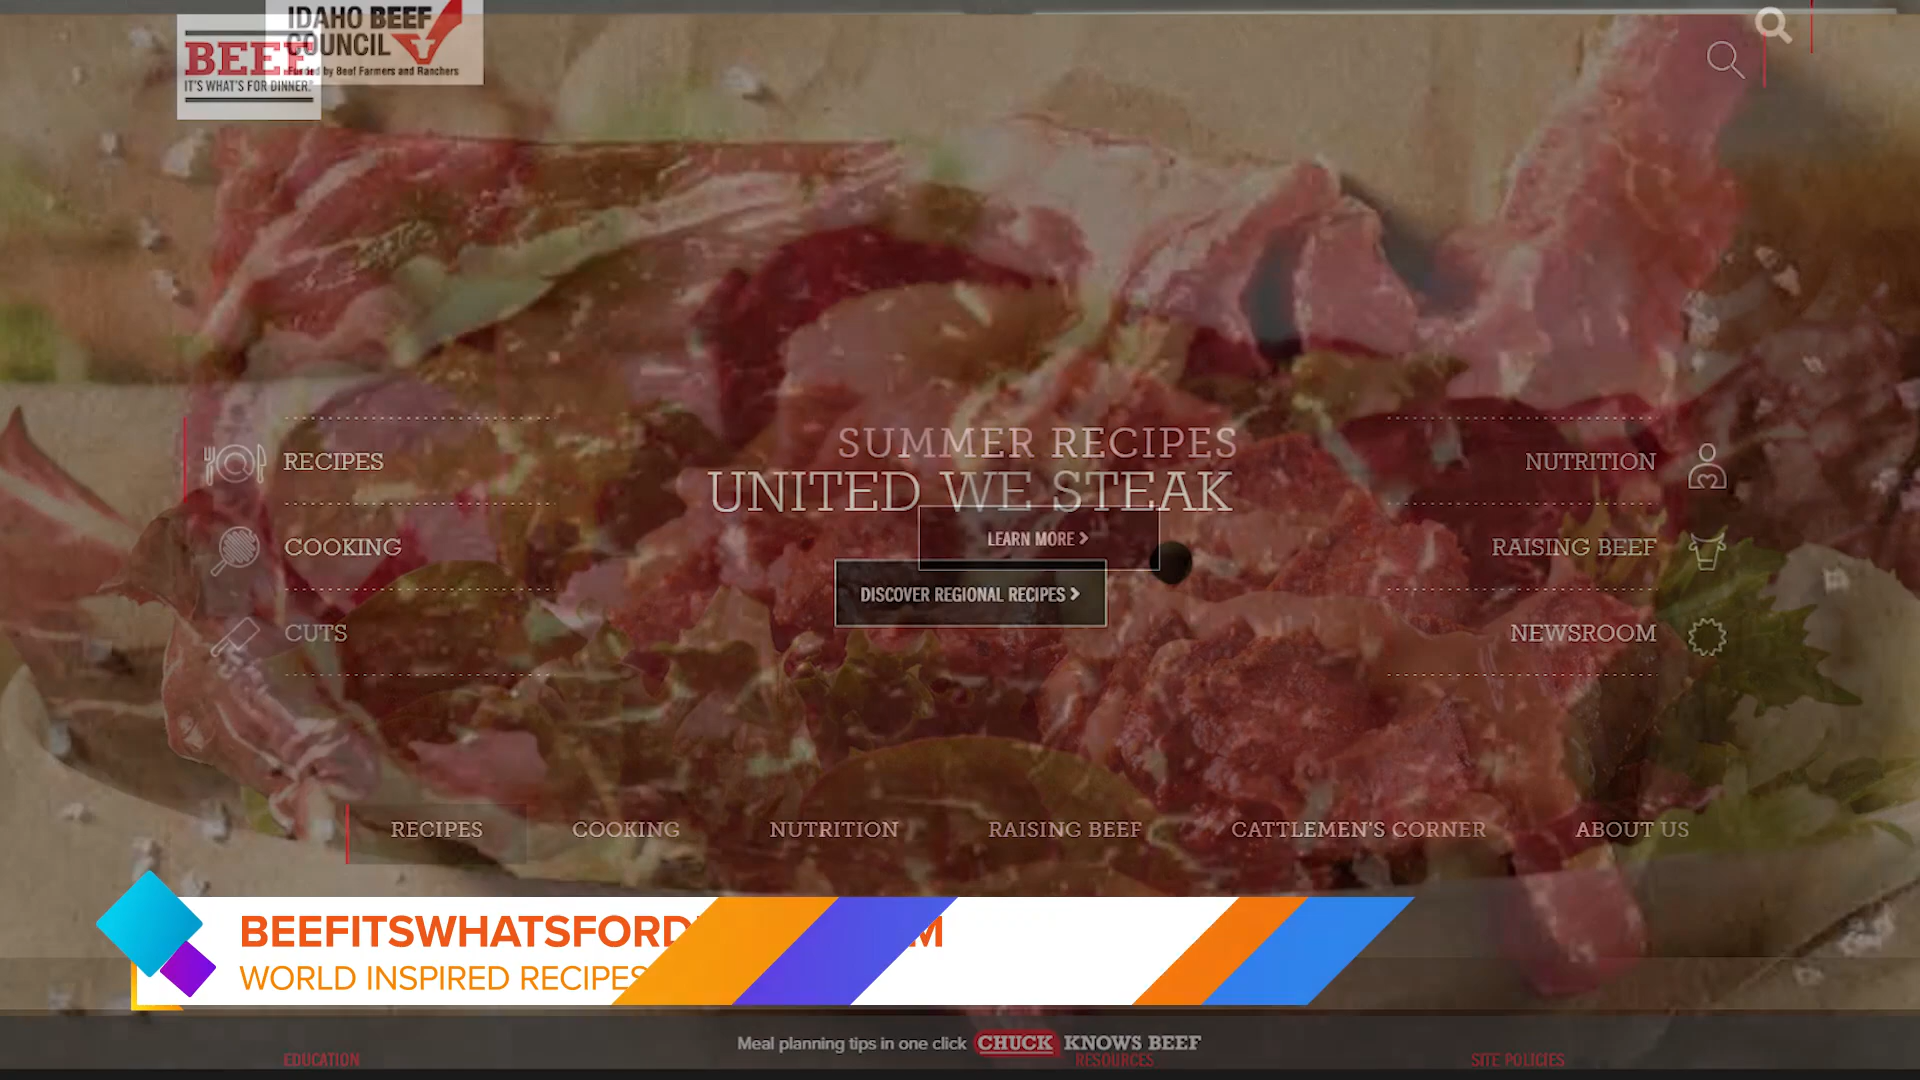 IDAHO BEEF
COUNCIL
Funded by Beef Farmers and Ranchers
BEEF
IT'S WHAT'S FOR DINNER.
SUMMER RECIPES
UNITED WE STEAK
LEARN MORE
DISCOVER REGIONAL RECIPES
RECIPES
COOKING
CUTS
NUTRITION
RAISING BEEF
NEWSROOM
RECIPES COOKING NUTRITION RAISING BEEF CATTLEMEN'S CORNER ABOUT US
WORLD INSPIRED RECIPES
Meal planning tips in one click CHUCK KNOWS BEEF
EDUCATION RESOURCES SITE POLICIES